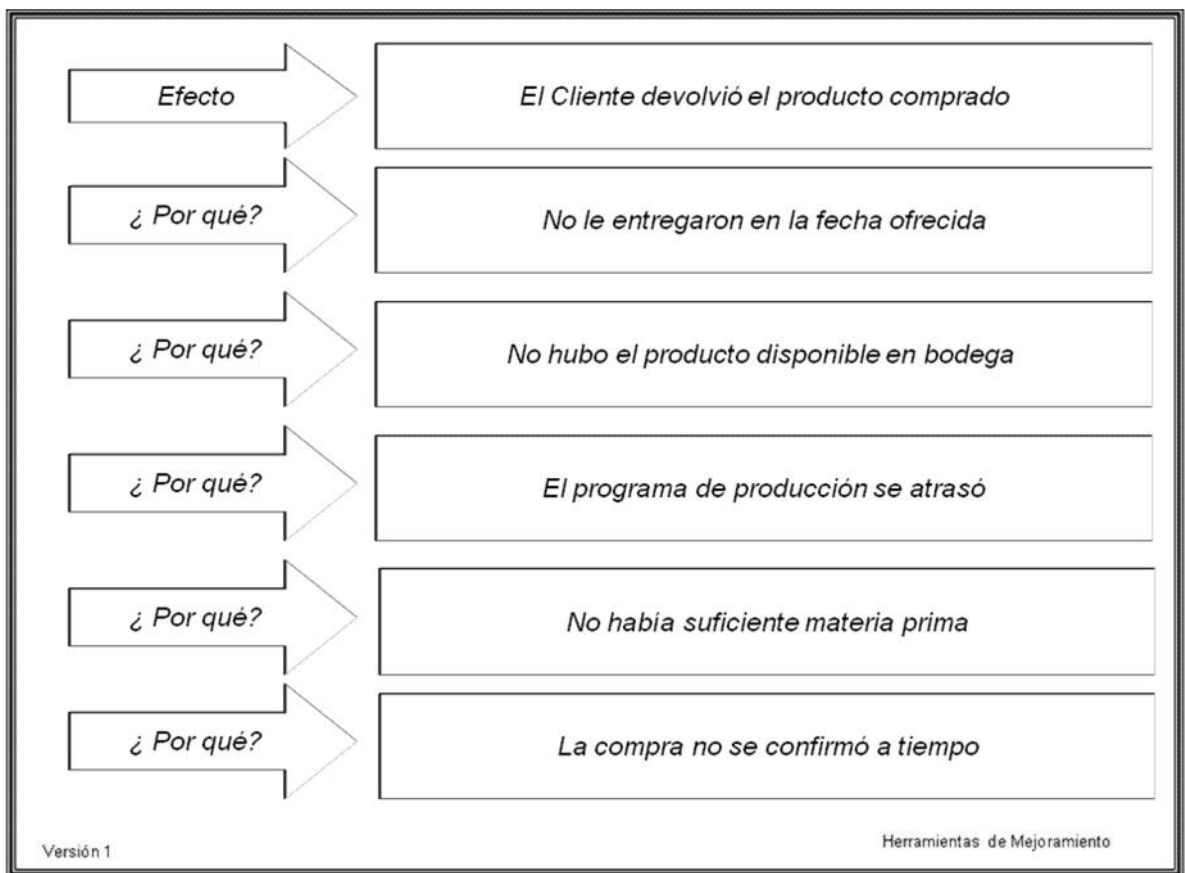 Efecto
El Cliente devolvió el producto comprado
¿ Por qué?
No le entregaron en la fecha ofrecida
¿ Por qué?
No hubo el producto disponible en bodega
¿ Por qué?
El programa de producción se atrasó
¿ Por qué?
No había suficiente materia prima
¿ Por qué?
La compra no se confirmó a tiempo
Versión 1
Herramientas de Mejoramiento